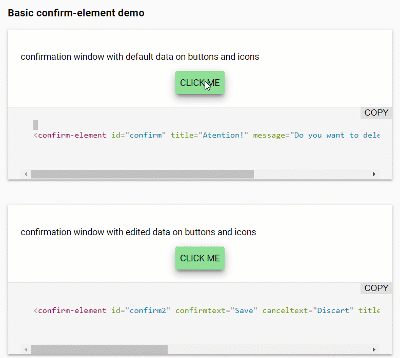 Basic confirm-element demo
confirmation window with default data on buttons and icons
CLICK ME
COPY
<confirm-element id="confirm" title="Atention!" message="Do you want to dele
confirmation window with edited data on buttons and icons
CLICK ME
COPY
<confirm-element id="confirm2" confirmtext="Save" canceltext="Discart" title